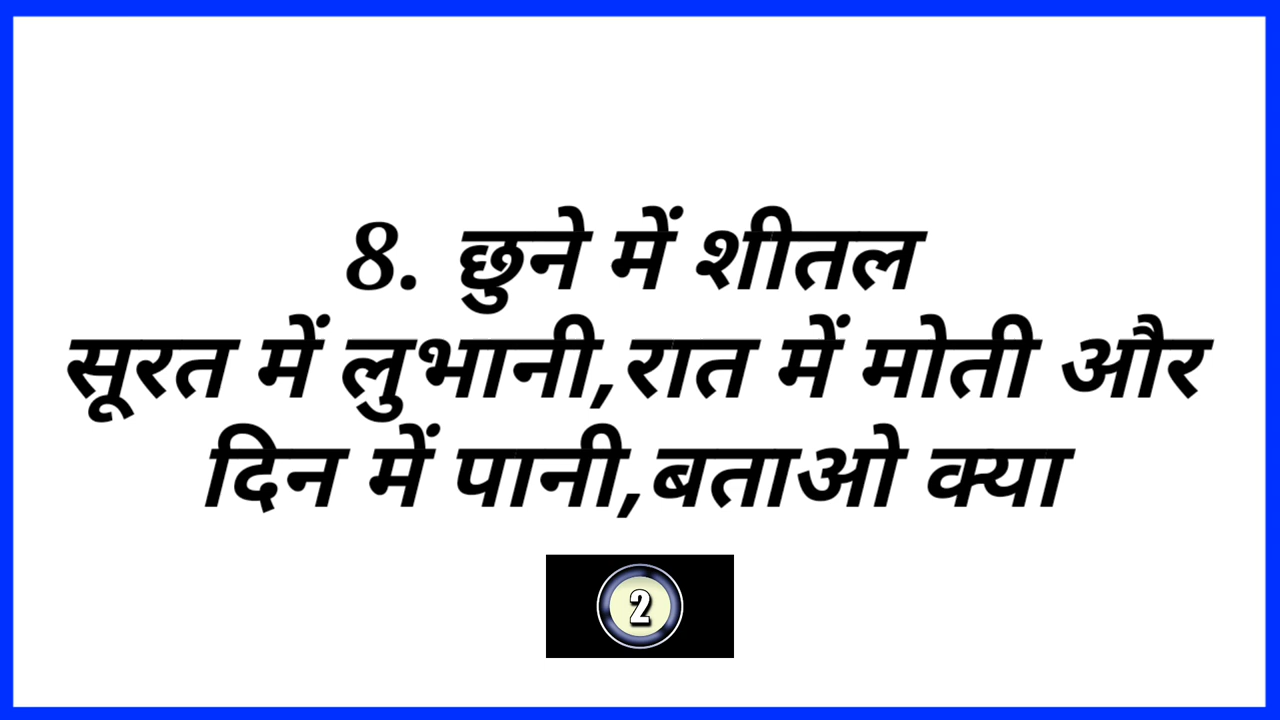 8. छुने में शीतल
सूरत में लुभानी,रात में मोती और
दिन में पानी,बताओ क्या
2